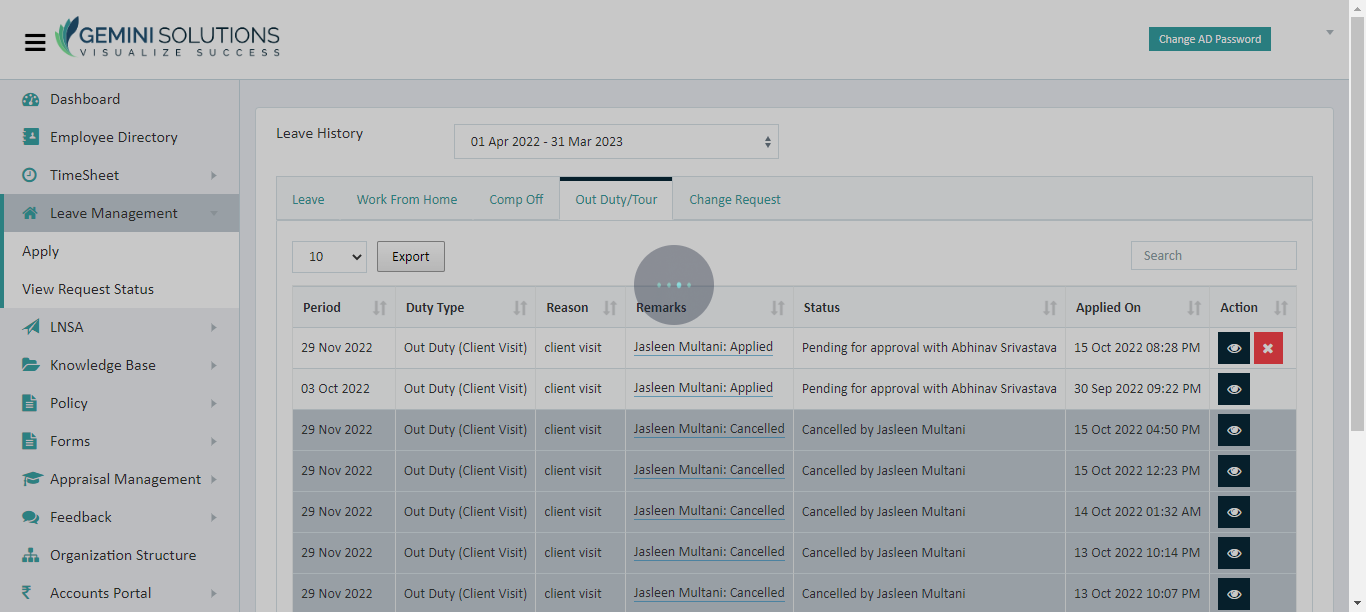 GEMINI SOLUTIONS
VISUALIZE SUCCESS
Change AD Password
Dashboard
Employee Directory
TimeSheet
Leave Management
Apply
View Request Status
LNSA
Knowledge Base
Policy
Forms
Appraisal Management
Feedback
Organization Structure
Accounts Portal
Leave History
01 Apr 2022 - 31 Mar 2023
Leave Work From Home Comp Off Out Duty/Tour Change Request
10 Export Search
Period Duty Type Reason Remarks Status Applied On Action
29 Nov 2022 Out Duty (Client Visit) client visit Jasleen Multani: Applied Pending for approval with Abhinav Srivastava 15 Oct 2022 08:28 PM
03 Oct 2022 Out Duty (Client Visit) client visit Jasleen Multani: Applied Pending for approval with Abhinav Srivastava 30 Sep 2022 09:22 PM
29 Nov 2022 Out Duty (Client Visit) client visit Jasleen Multani: Cancelled Cancelled by Jasleen Multani 15 Oct 2022 04:50 PM
29 Nov 2022 Out Duty (Client Visit) client visit Jasleen Multani: Cancelled Cancelled by Jasleen Multani 15 Oct 2022 12:23 PM
29 Nov 2022 Out Duty (Client Visit) client visit Jasleen Multani: Cancelled Cancelled by Jasleen Multani 14 Oct 2022 01:32 AM
29 Nov 2022 Out Duty (Client Visit) client visit Jasleen Multani: Cancelled Cancelled by Jasleen Multani 13 Oct 2022 10:14 PM
29 Nov 2022 Out Duty (Client Visit) client visit Jasleen Multani: Cancelled Cancelled by Jasleen Multani 13 Oct 2022 10:07 PM